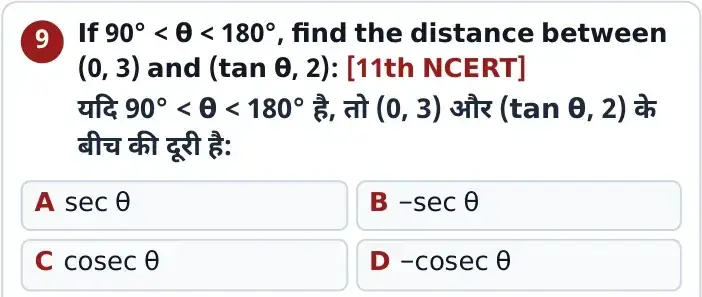 9 If 90° < θ < 180°, find the distance between
(0, 3) and (tan θ, 2): [11th NCERT]
यदि 90° < θ < 180° है, तो (0, 3) और (tan θ, 2) के
बीच की दूरी है:
A sec θ
B –sec θ
C cosec θ
D –cosec θ